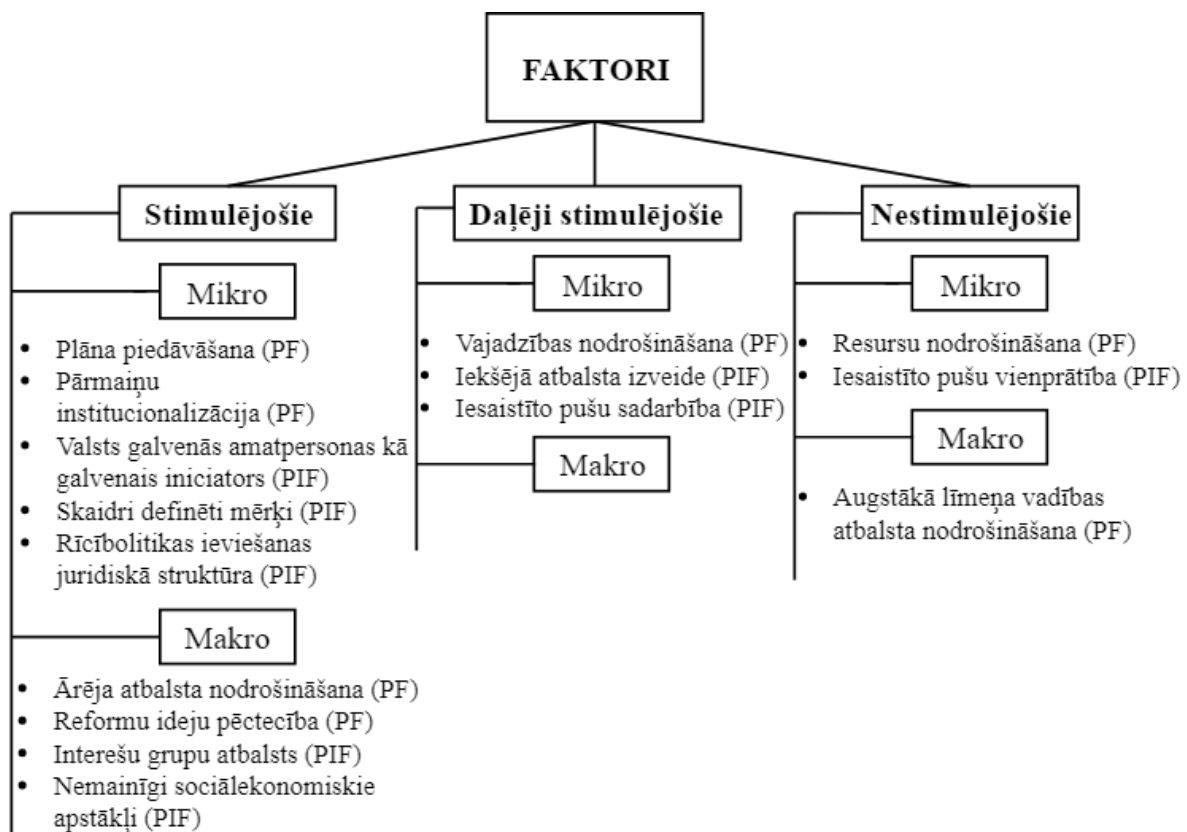 FAKTORI
Stimulējošie
Mikro
• Plāna piedāvāšana (PF)
• Pārmaiņu
institucionalizācija (PF)
• Valsts galvenās amatpersonas kā
galvenais iniciators (PIF)
• Skaidri definēti mērķi (PIF)
• Rīcībolitikas ieviešanas
juridiskā struktūra (PIF)
Makro
• Ārēja atbalsta nodrošināšana (PF)
• Reformu ideju pēctecība (PF)
• Interešu grupu atbalsts (PIF)
• Nemainīgi sociālekonomiskie
apstākļi (PIF)
Daļēji stimulējošie
Mikro
• Vajadzības nodrošināšana (PF)
• Iekšējā atbalsta izveide (PIF)
• Iesaistīto pušu sadarbība (PIF)
Makro
Nestimulējošie
Mikro
• Resursu nodrošināšana (PF)
• Iesaistīto pušu vienprātība (PIF)
Makro
• Augstākā līmeņa vadības
atbalsta nodrošināšana (PF)